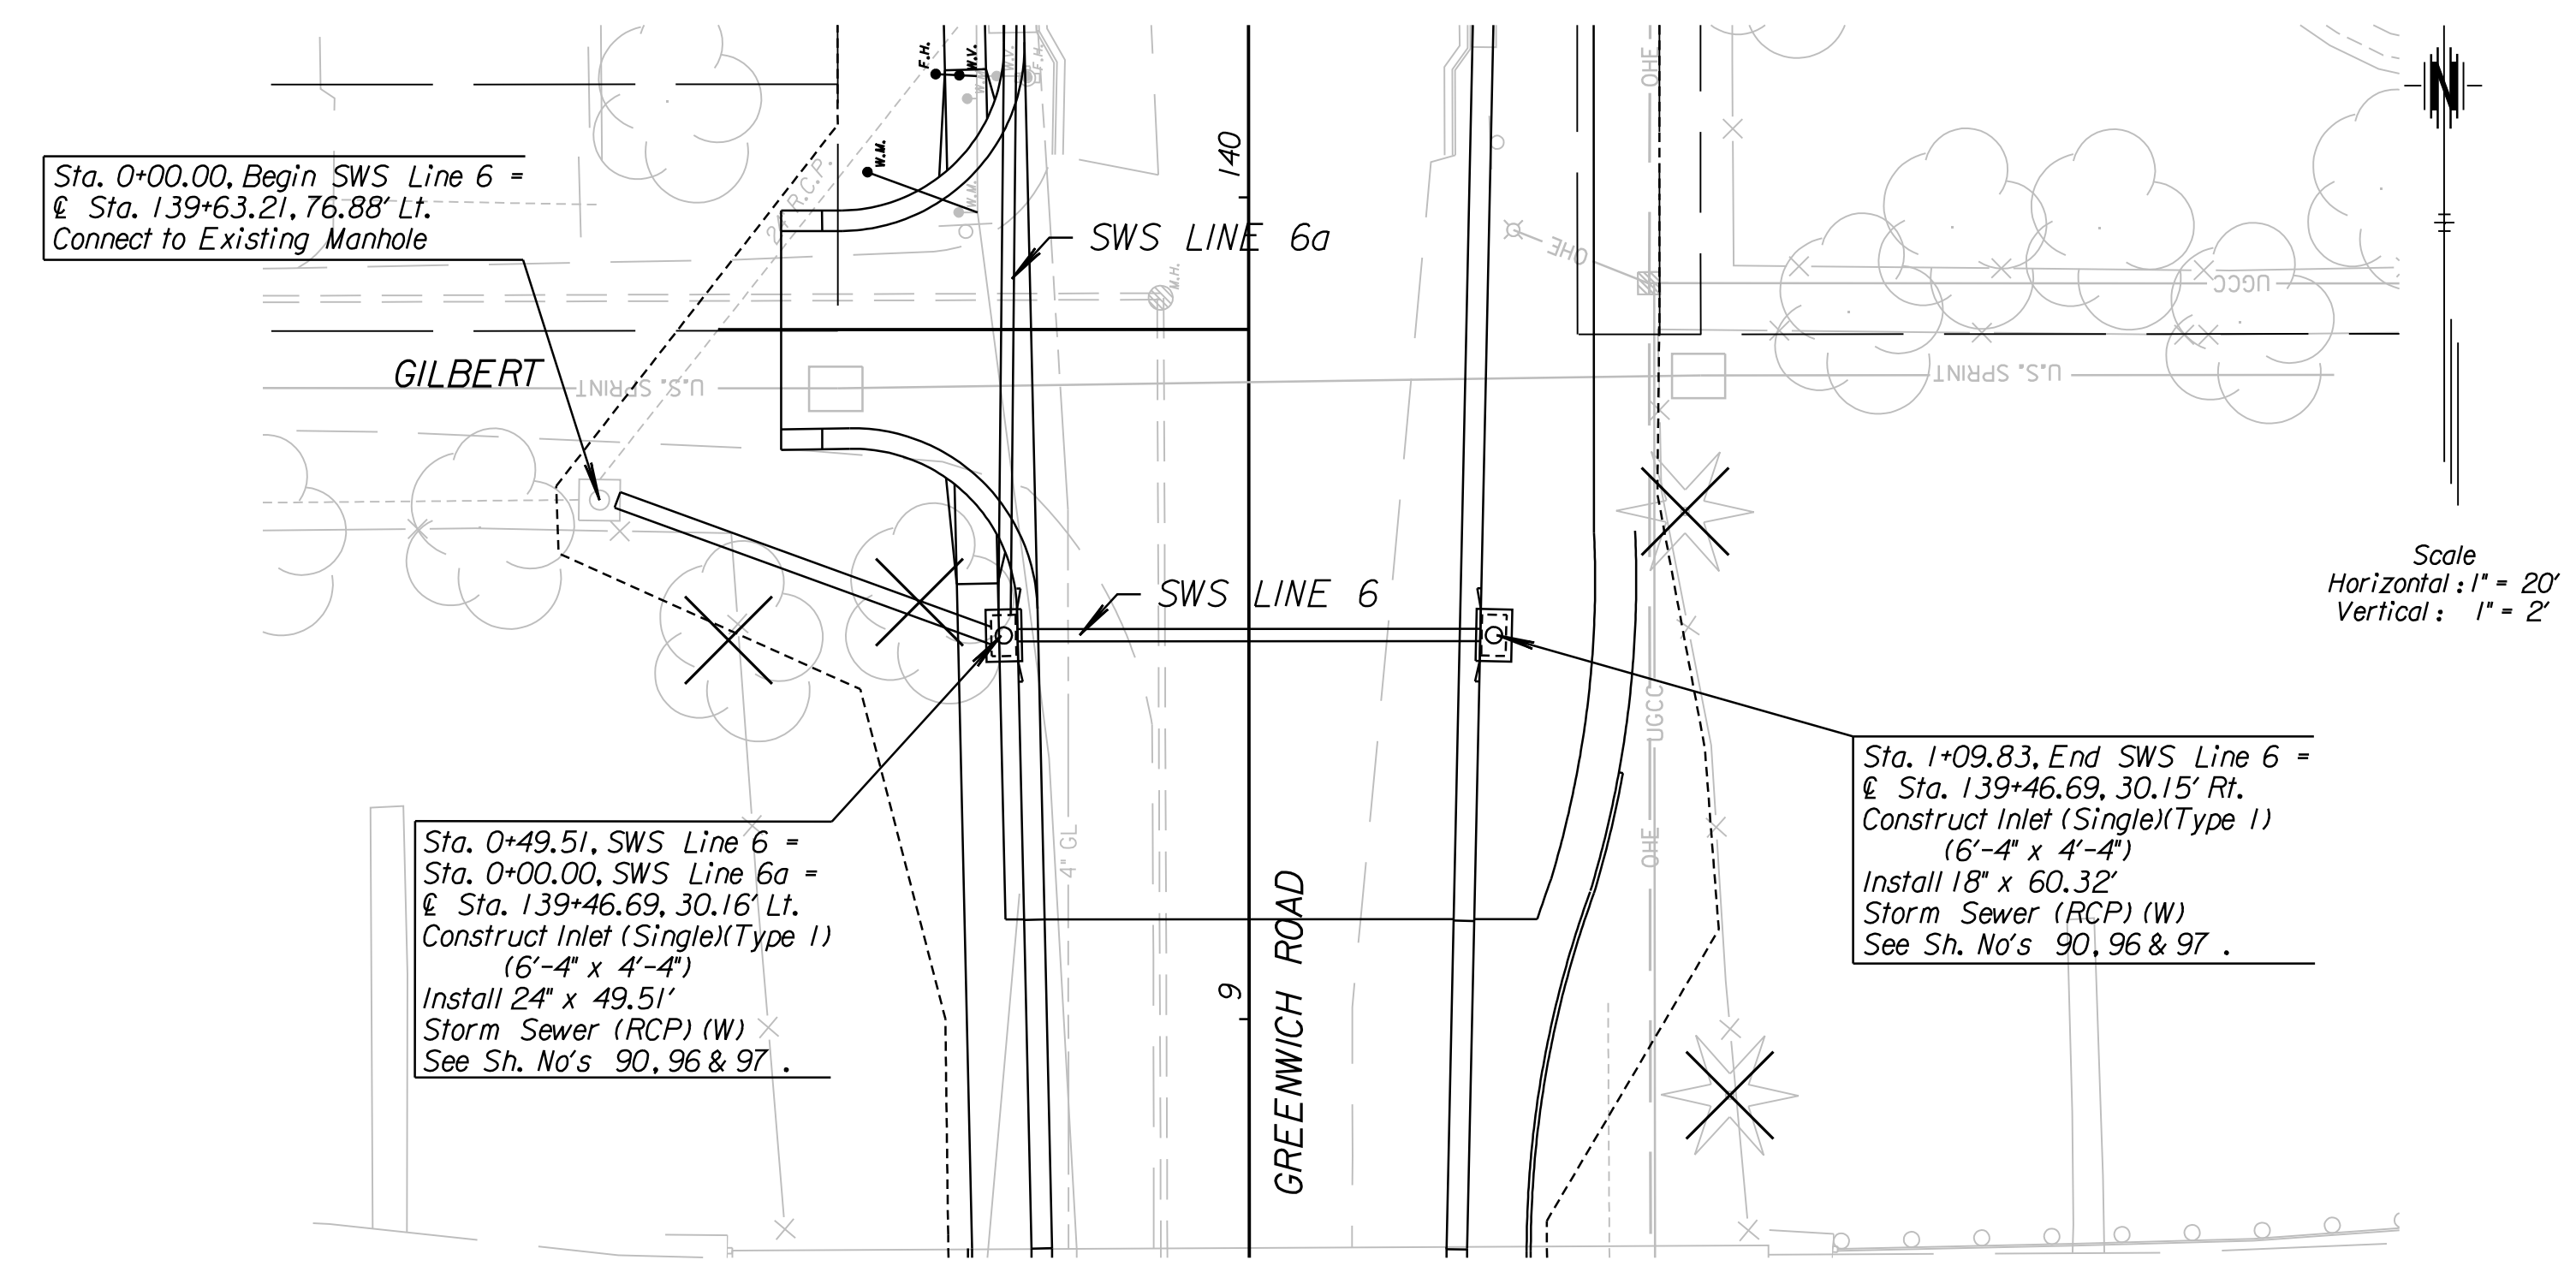 F.H.
W.V.
W.V.
F.H.
W.M.
W.M.
W.M.
24" R.C.P.
140
OHE
N
Sta. 0+00.00, Begin SWS Line 6 =
℄ Sta. 139+63.21, 76.88' Lt.
Connect to Existing Manhole
SWS LINE 6a
M.H.
OHE
UGCC
GILBERT
U.S. SPRINT
U.S. SPRINT
SWS LINE 6
Scale
Horizontal : 1" = 20'
Vertical : 1" = 2'
UGCC
OHE
4" GL
Sta. 1+09.83, End SWS Line 6 =
℄ Sta. 139+46.69, 30.15' Rt.
Construct Inlet (Single)(Type 1)
(6'-4" x 4'-4")
Install 18" x 60.32'
Storm Sewer (RCP) (W)
See Sh. No's 90, 96 & 97 .
Sta. 0+49.51, SWS Line 6 =
Sta. 0+00.00, SWS Line 6a =
℄ Sta. 139+46.69, 30.16' Lt.
Construct Inlet (Single)(Type 1)
(6'-4" x 4'-4")
Install 24" x 49.51'
Storm Sewer (RCP) (W)
See Sh. No's 90, 96 & 97 .
9
GREENWICH ROAD